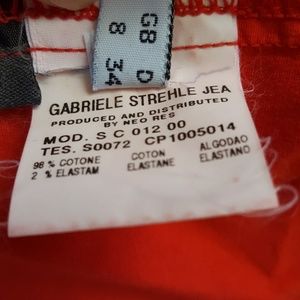 GB D
8 34
GABRIELE STREHLE JEA
PRODUCED AND DISTRIBUTED
BY NEO RES
MOD. S C 012 00
TES. S0072 CP1005014
98 % COTONE COTON ALGODAO
2 % ELASTAM ELASTANE ELASTANO